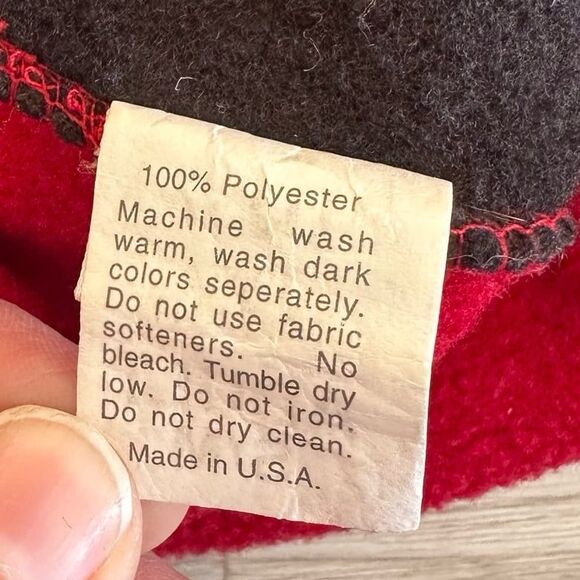 100% Polyester
Machine wash
warm, wash dark
colors seperately.
Do not use fabric
softeners. No
bleach. Tumble dry
low. Do not iron.
Do not dry clean.
Made in U.S.A.